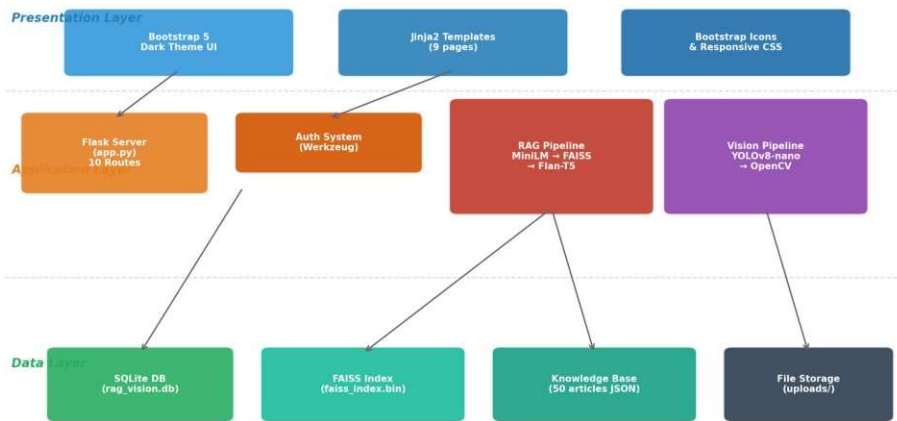 Presentation Layer
Bootstrap 5
Dark Theme UI
Jinja2 Templates
(9 pages)
Bootstrap Icons
& Responsive CSS
Application Layer
Flask Server
(app.py)
10 Routes
Auth System
(Werkzeug)
RAG Pipeline
MiniLM → FAISS
→ Flan-T5
Vision Pipeline
YOLOv8-nano
→ OpenCV
Data Layer
SQLite DB
(rag_vision.db)
FAISS Index
(faiss_index.bin)
Knowledge Base
(50 articles JSON)
File Storage
(uploads/)